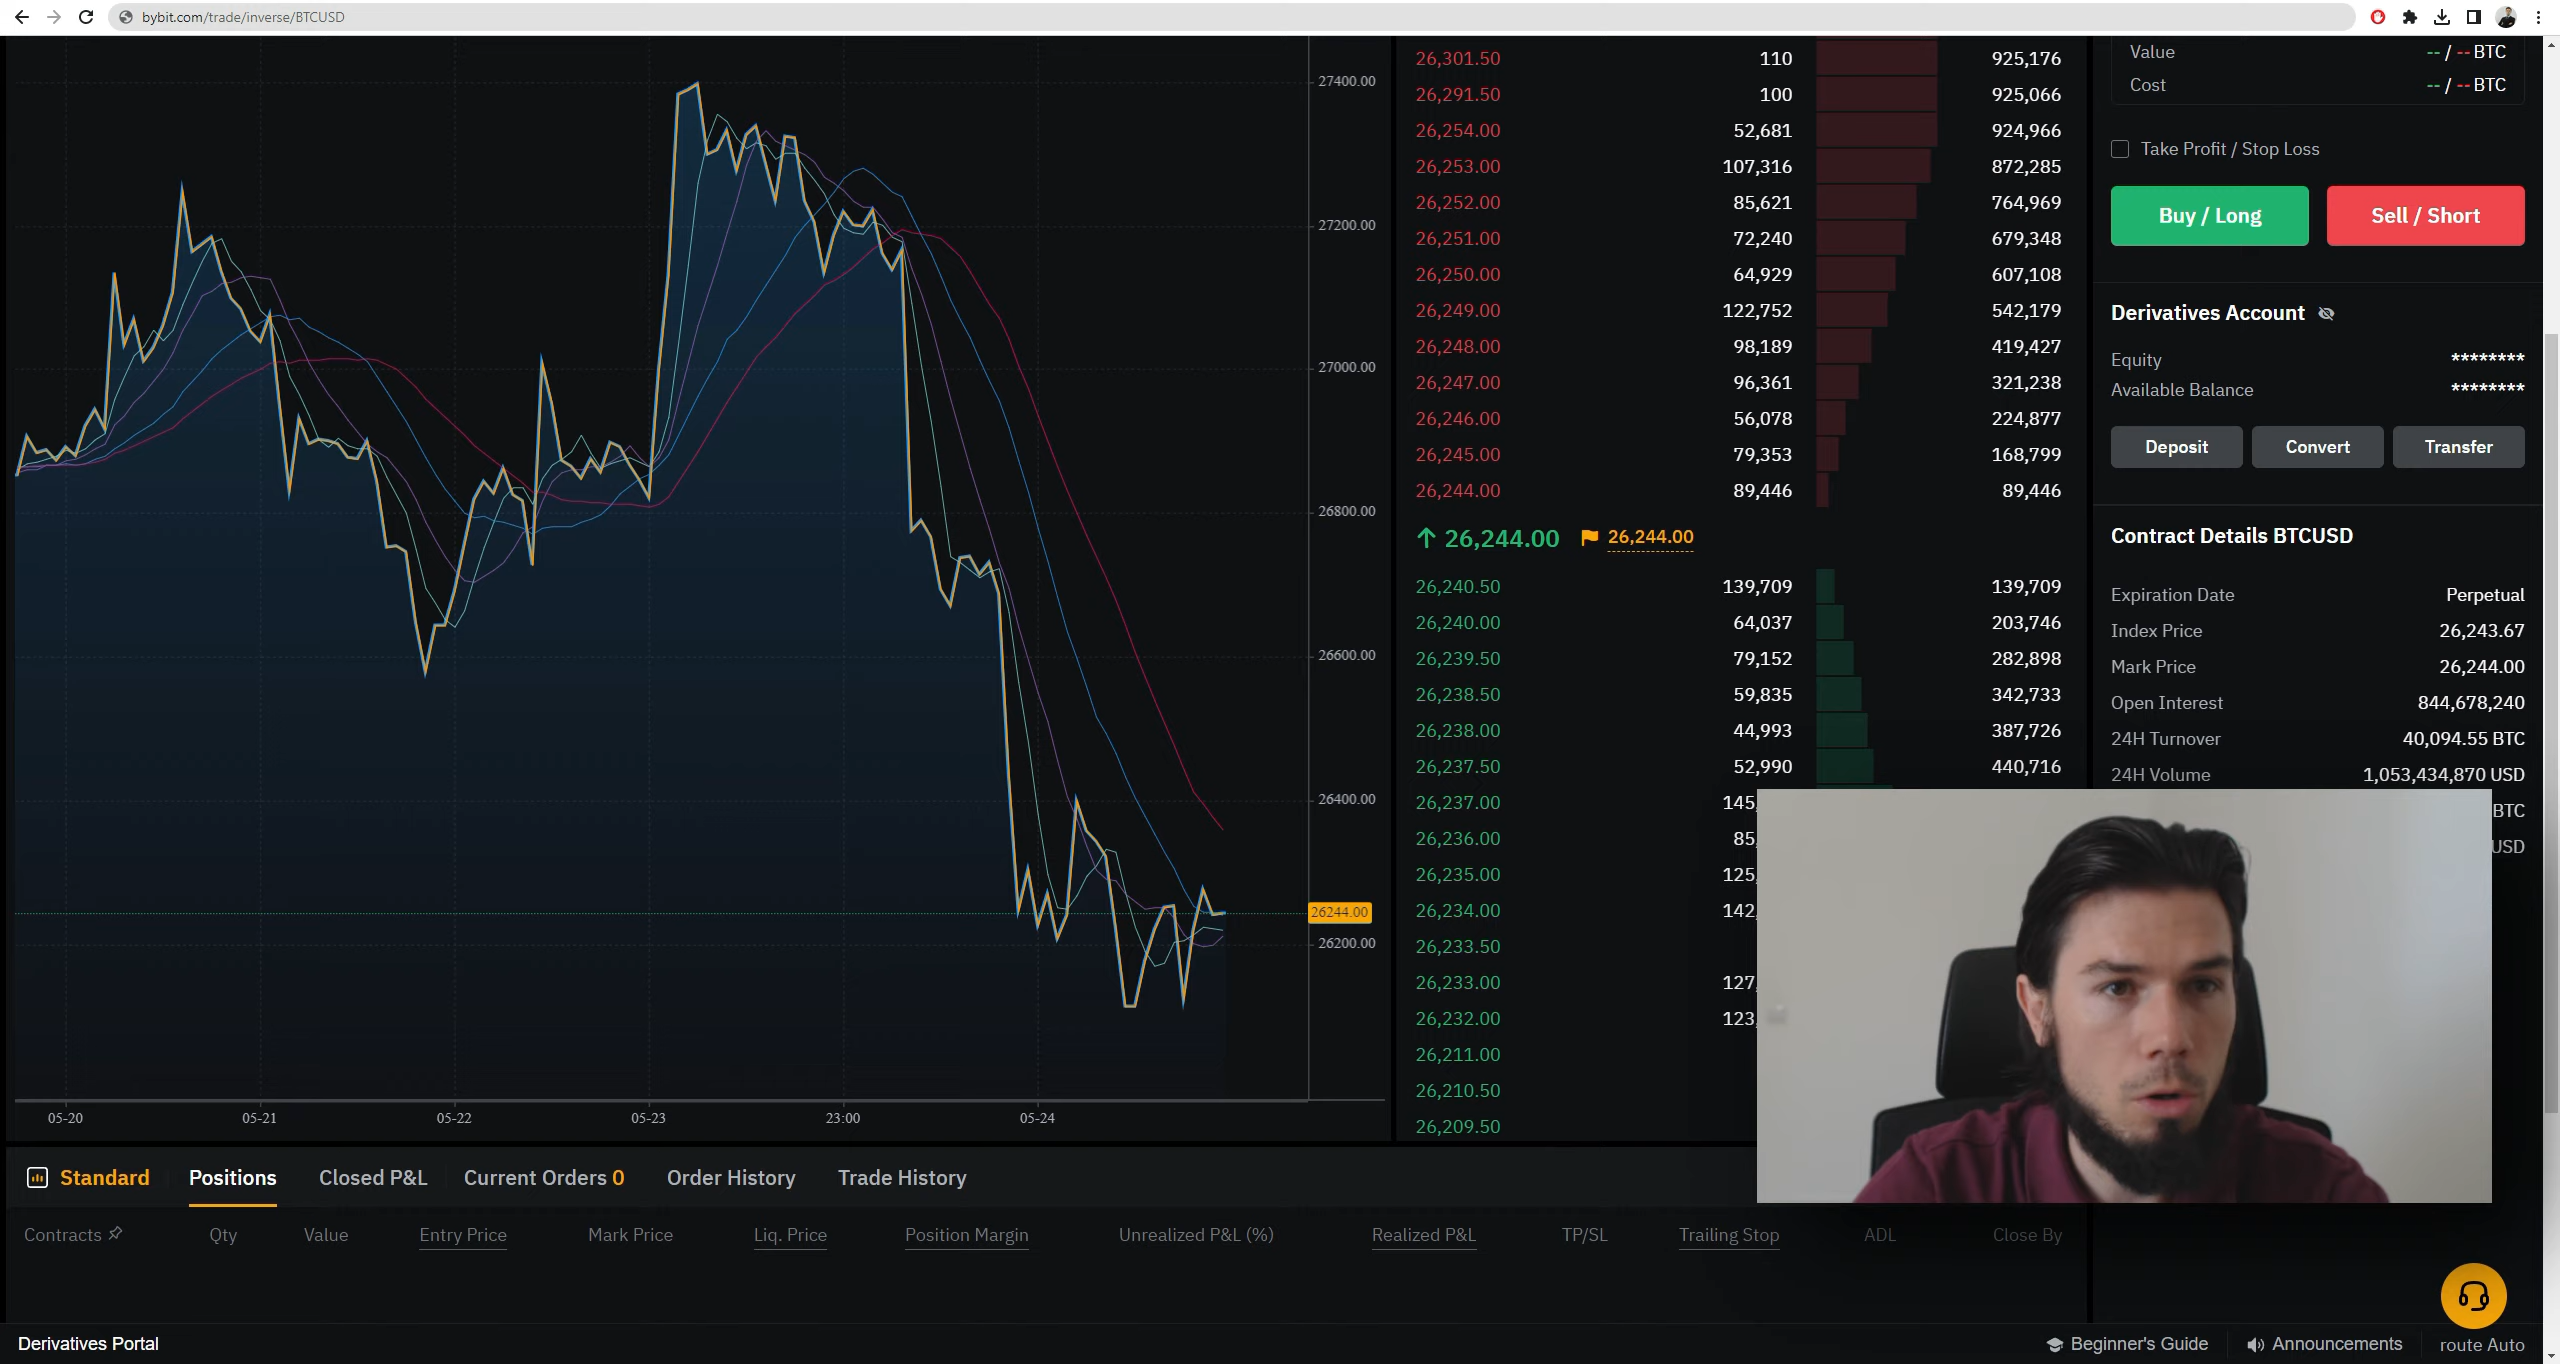 bybit.com/trade/inverse/BTCUSD
27400.00
27200.00
27000.00
26800.00
26600.00
26400.00
26244.00
26200.00
05-20 05-21 05-22 05-23 23:00 05-24
26,301.50 110 925,176
26,291.50 100 925,066
26,254.00 52,681 924,966
26,253.00 107,316 872,285
26,252.00 85,621 764,969
26,251.00 72,240 679,348
26,250.00 64,929 607,108
26,249.00 122,752 542,179
26,248.00 98,189 419,427
26,247.00 96,361 321,238
26,246.00 56,078 224,877
26,245.00 79,353 168,799
26,244.00 89,446 89,446
26,244.00 26,244.00
26,240.50 139,709 139,709
26,240.00 64,037 203,746
26,239.50 79,152 282,898
26,238.50 59,835 342,733
26,238.00 44,993 387,726
26,237.50 52,990 440,716
26,237.00 145,
26,236.00 85,
26,235.00 125,
26,234.00 142,
26,233.50
26,233.00 127,
26,232.00 123,
26,211.00
26,210.50
26,209.50
Value -- / -- BTC
Cost -- / -- BTC
Take Profit / Stop Loss
Buy / Long Sell / Short
Derivatives Account
Equity ********
Available Balance ********
Deposit Convert Transfer
Contract Details BTCUSD
Expiration Date Perpetual
Index Price 26,243.67
Mark Price 26,244.00
Open Interest 844,678,240
24H Turnover 40,094.55 BTC
24H Volume 1,053,434,870 USD
BTC
USD
Standard Positions Closed P&L Current Orders 0 Order History Trade History
Contracts Qty Value Entry Price Mark Price Liq. Price Position Margin Unrealized P&L (%) Realized P&L TP/SL Trailing Stop ADL Close By
Derivatives Portal Beginner's Guide Announcements route Auto